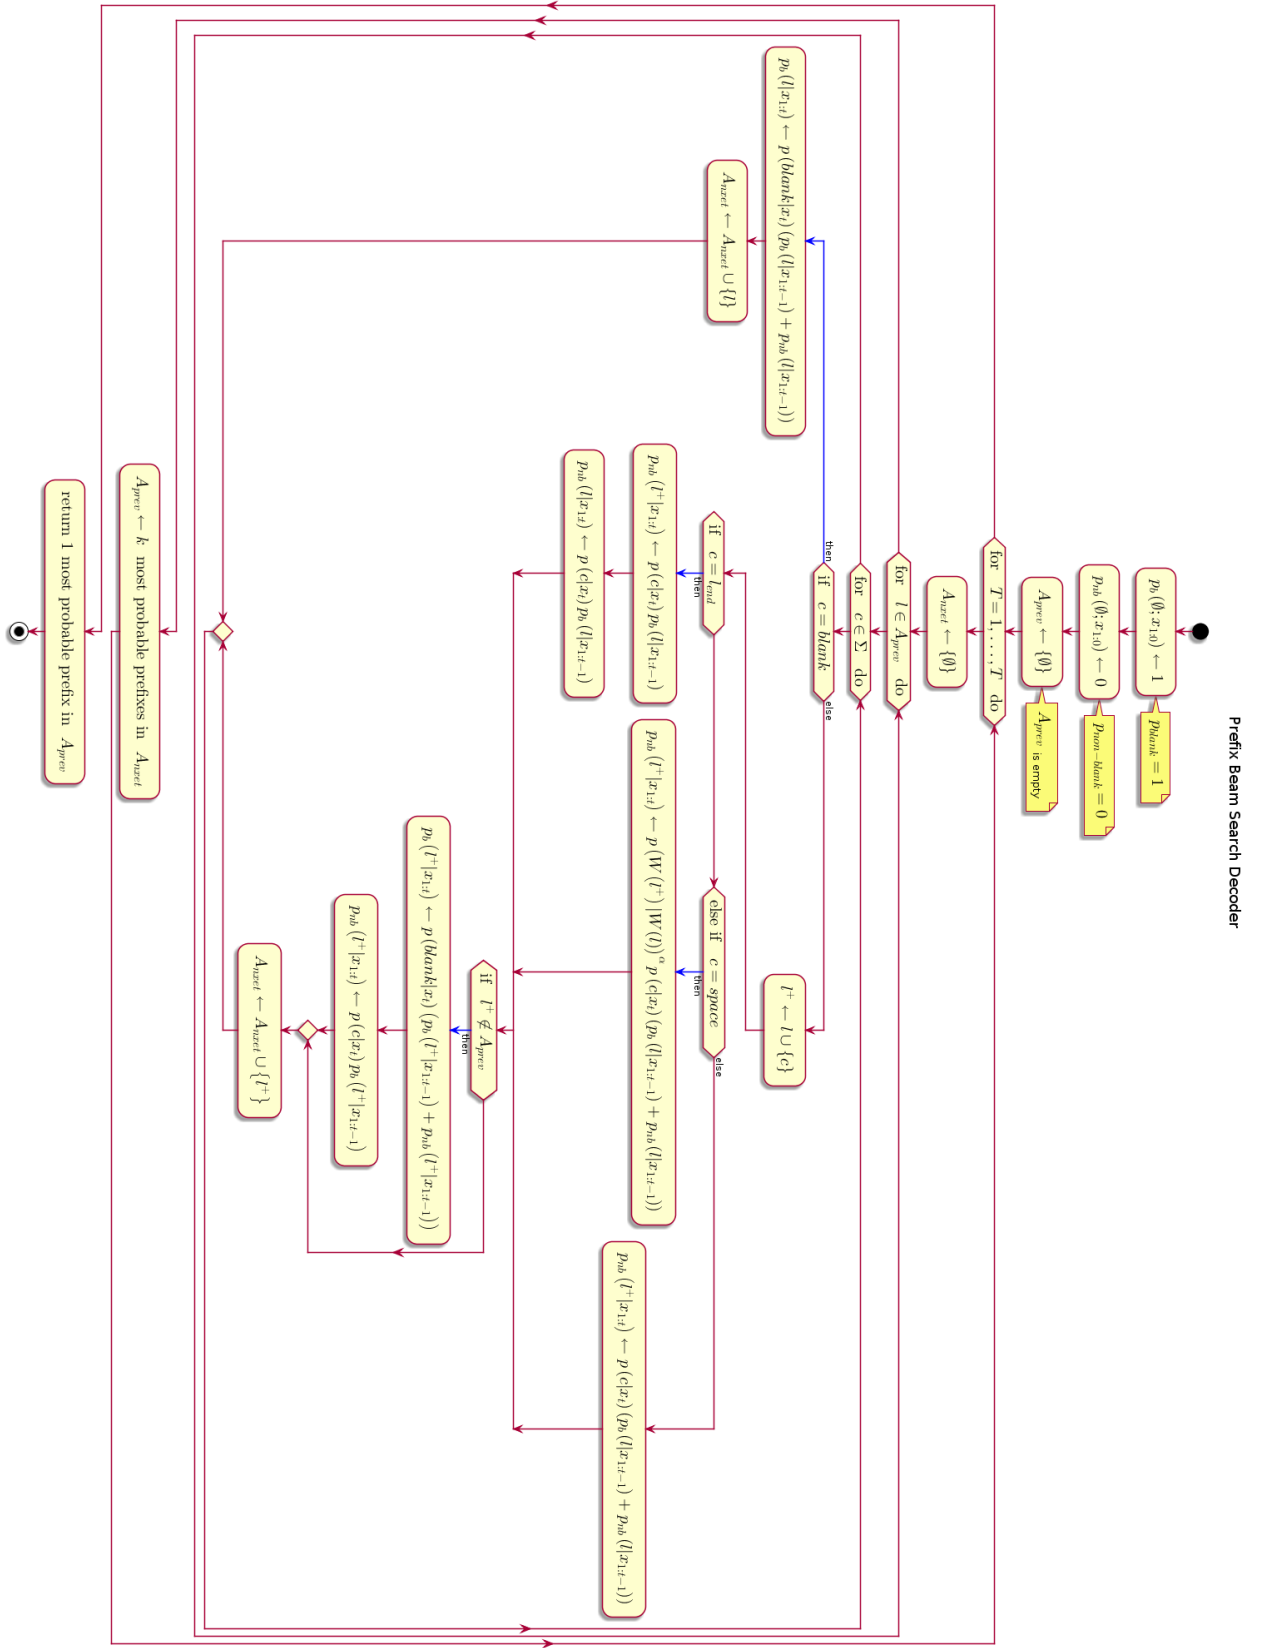 Prefix Beam Search Decoder
p_b (∅; x_{1:0}) ← 1
p_{blank} = 1
p_{nb} (∅; x_{1:0}) ← 0
p_{non-blank} = 0
A_{prev} ← {∅}
A_{prev} is empty
for T = 1, ..., T do
A_{nxet} ← {∅}
for l ∈ A_{prev} do
for c ∈ Σ do
then
if c = blank
else
p_b (l|x_{1:t}) ← p (blank|x_t) (p_b (l|x_{1:t-1}) + p_{nb} (l|x_{1:t-1}))
A_{nxet} ← A_{nxet} ∪ {l}
l^+ ← l ∪ {c}
if c = l_{end}
then
p_{nb} (l^+|x_{1:t}) ← p (c|x_t) p_b (l|x_{1:t-1})
p_{nb} (l|x_{1:t}) ← p (c|x_t) p_b (l|x_{1:t-1})
else if c = space
then
else
p_{nb} (l^+|x_{1:t}) ← p (W (l^+) |W(l))^α p (c|x_t) (p_b (l|x_{1:t-1}) + p_{nb} (l|x_{1:t-1}))
p_{nb} (l^+|x_{1:t}) ← p (c|x_t) (p_b (l|x_{1:t-1}) + p_{nb} (l|x_{1:t-1}))
if l^+ ∉ A_{prev}
then
p_b (l^+|x_{1:t}) ← p (blank|x_t) (p_b (l^+|x_{1:t-1}) + p_{nb} (l^+|x_{1:t-1}))
p_{nb} (l^+|x_{1:t}) ← p (c|x_t) p_b (l^+|x_{1:t-1})
A_{nxet} ← A_{nxet} ∪ {l^+}
A_{prev} ← k most probable prefixes in A_{nxet}
return 1 most probable prefix in A_{prev}